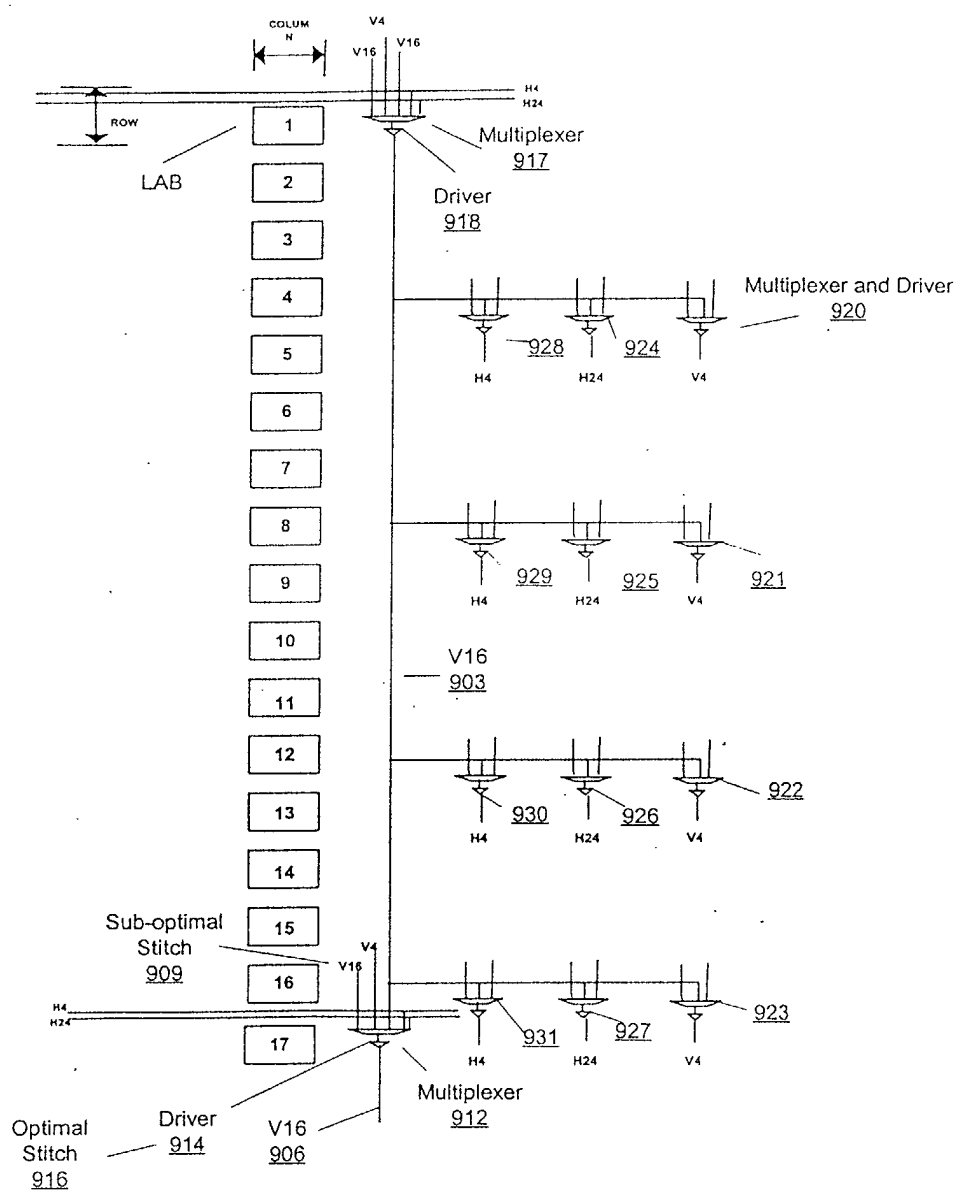 COLUM
N
V4
V16
V16
H4
H24
ROW
1
Multiplexer
917
LAB
2
Driver
918
3
4
Multiplexer and Driver
920
928
924
5
H4
H24
V4
6
7
8
929
925
921
9
H4
H24
V4
10
V16
903
11
12
922
930
926
13
H4
H24
V4
14
Sub-optimal
Stitch
909
15
V4
V16
16
H4
H24
923
931
927
17
H4
H24
V4
Multiplexer
912
Driver
914
V16
906
Optimal
Stitch
916